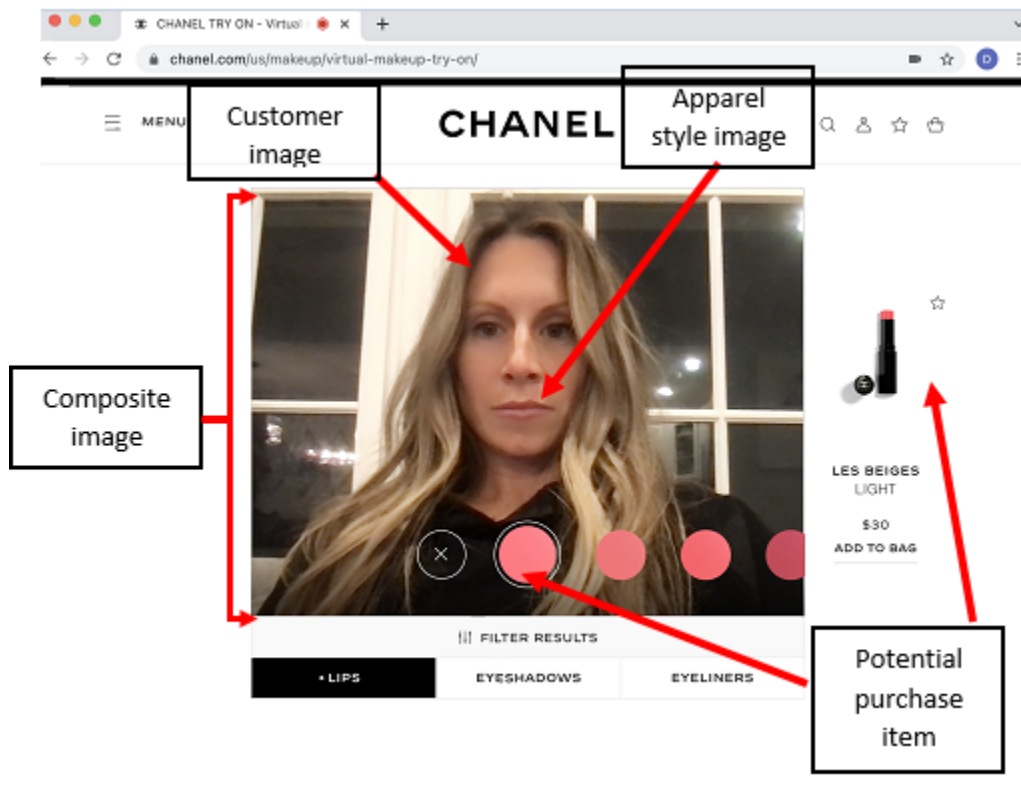 CHANEL TRY ON - Virtual
chanel.com/us/makeup/virtual-makeup-try-on/
D
MENU
Customer
image
CHANEL
Apparel
style image
Composite
image
LES BEIGES
LIGHT
$30
ADD TO BAG
FILTER RESULTS
• LIPS
EYESHADOWS
EYELINERS
Potential
purchase
item